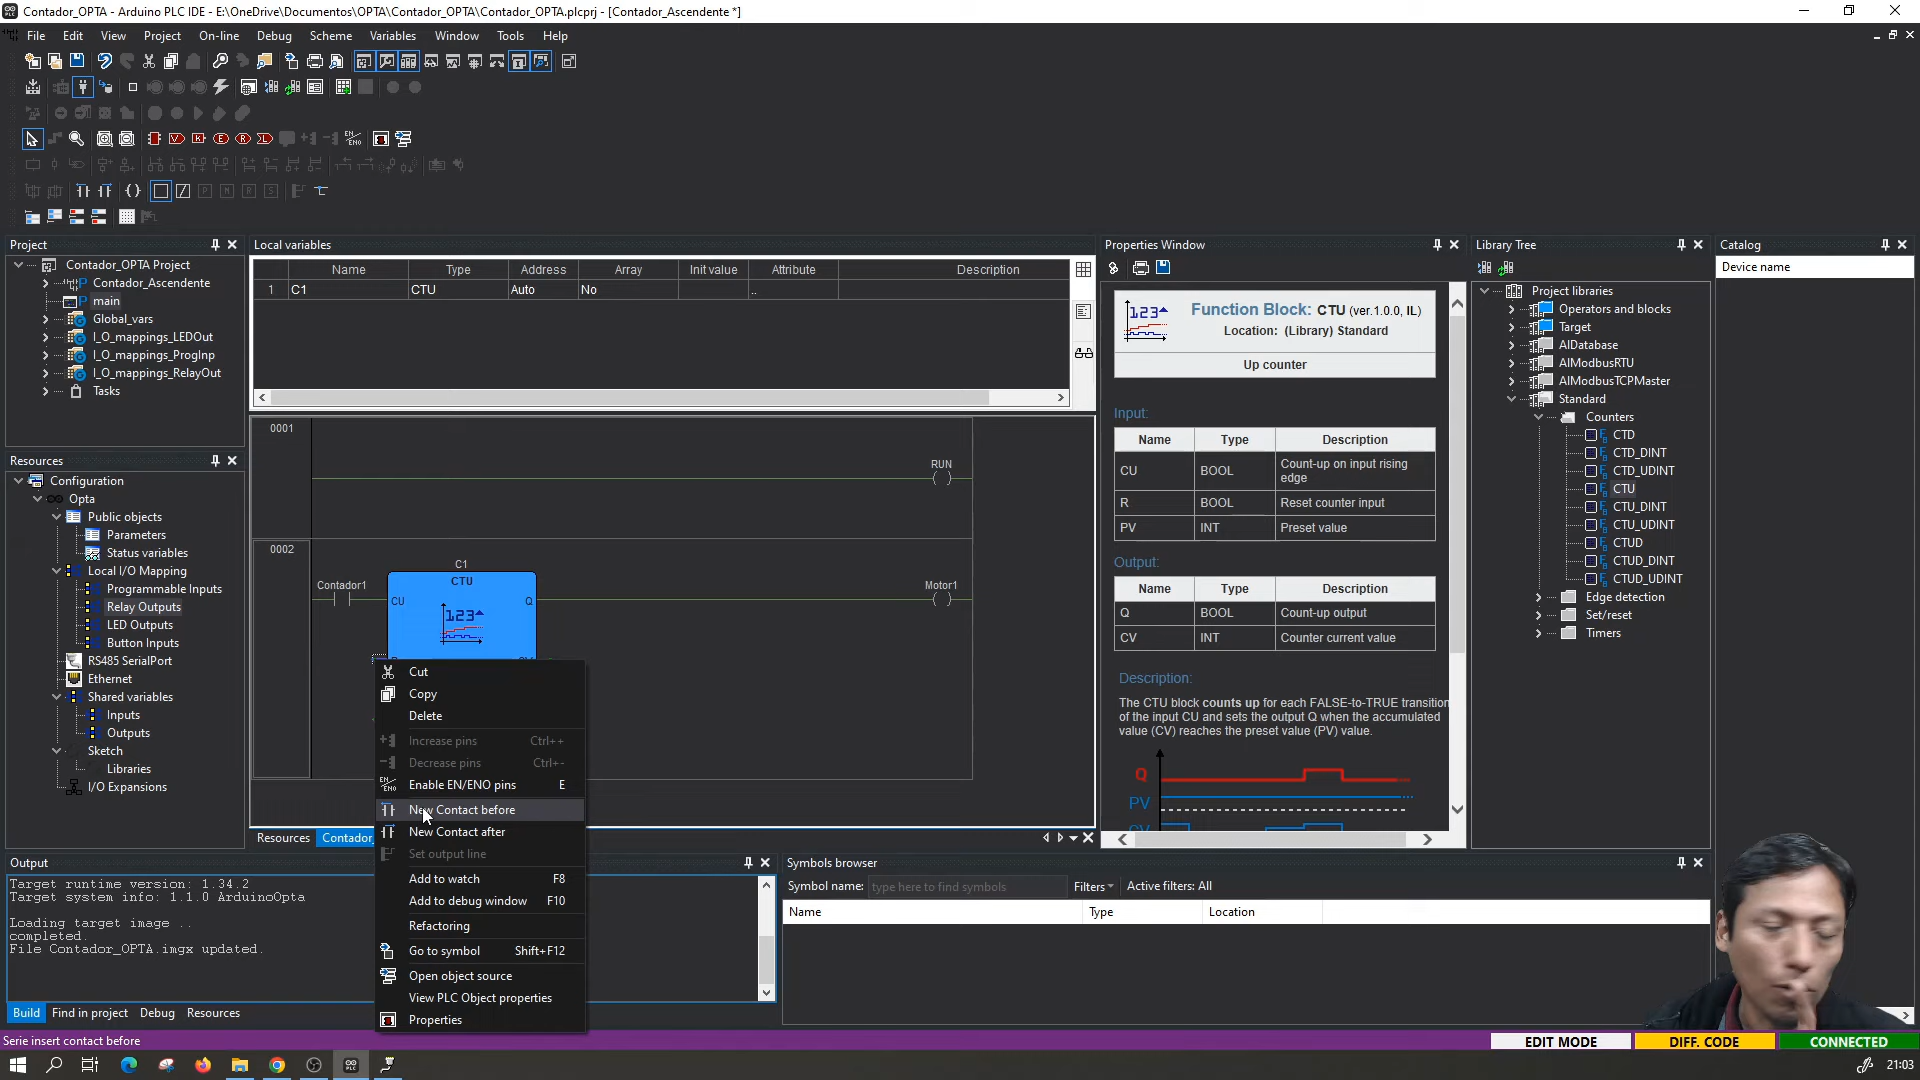 Contador_OPTA - Arduino PLC IDE - E:\OneDrive\Documentos\OPTA\Contador_OPTA\Contador_OPTA.plcprj - [Contador_Ascendente *]
File Edit View Project On-line Debug Scheme Variables Window Tools Help
Project
Contador_OPTA Project
Contador_Ascendente
main
Global_vars
I_O_mappings_LEDOut
I_O_mappings_ProgInp
I_O_mappings_RelayOut
Tasks
Resources
Configuration
Opta
Public objects
Parameters
Status variables
Local I/O Mapping
Programmable Inputs
Relay Outputs
LED Outputs
Button Inputs
RS485 SerialPort
Ethernet
Shared variables
Inputs
Outputs
Sketch
Libraries
I/O Expansions
Local variables
Name Type Address Array Init value Attribute Description
1 C1 CTU Auto No ..
0001
RUN
0002
C1
CTU
Contador1
CU
Q
123
Motor1
Cut
Copy
Delete
Increase pins Ctrl++
Decrease pins Ctrl+-
EN/ENO Enable EN/ENO pins E
New Contact before
New Contact after
Set output line
Add to watch F8
Add to debug window F10
Refactoring
Go to symbol Shift+F12
Open object source
View PLC Object properties
Properties
Resources Contador_
Properties Window
123
Function Block: CTU (ver.1.0.0, IL)
Location: (Library) Standard
Up counter
Input:
Name Type Description
CU BOOL Count-up on input rising
edge
R BOOL Reset counter input
PV INT Preset value
Output:
Name Type Description
Q BOOL Count-up output
CV INT Counter current value
Description:
The CTU block counts up for each FALSE-to-TRUE transition
of the input CU and sets the output Q when the accumulated
value (CV) reaches the preset value (PV) value.
Q
PV
CV
Library Tree
Project libraries
Operators and blocks
Target
AIDatabase
AIModbusRTU
AIModbusTCPMaster
Standard
Counters
CTD
CTD_DINT
CTD_UDINT
CTU
CTU_DINT
CTU_UDINT
CTUD
CTUD_DINT
CTUD_UDINT
Edge detection
Set/reset
Timers
Catalog
Device name
Output
Target runtime version: 1.34.2
Target system info: 1.1.0 ArduinoOpta
Loading target image ..
completed.
File Contador_OPTA.imgx updated.
Build Find in project Debug Resources
Symbols browser
Symbol name: type here to find symbols Filters Active filters: All
Name Type Location
Serie insert contact before
EDIT MODE DIFF. CODE CONNECTED
21:03